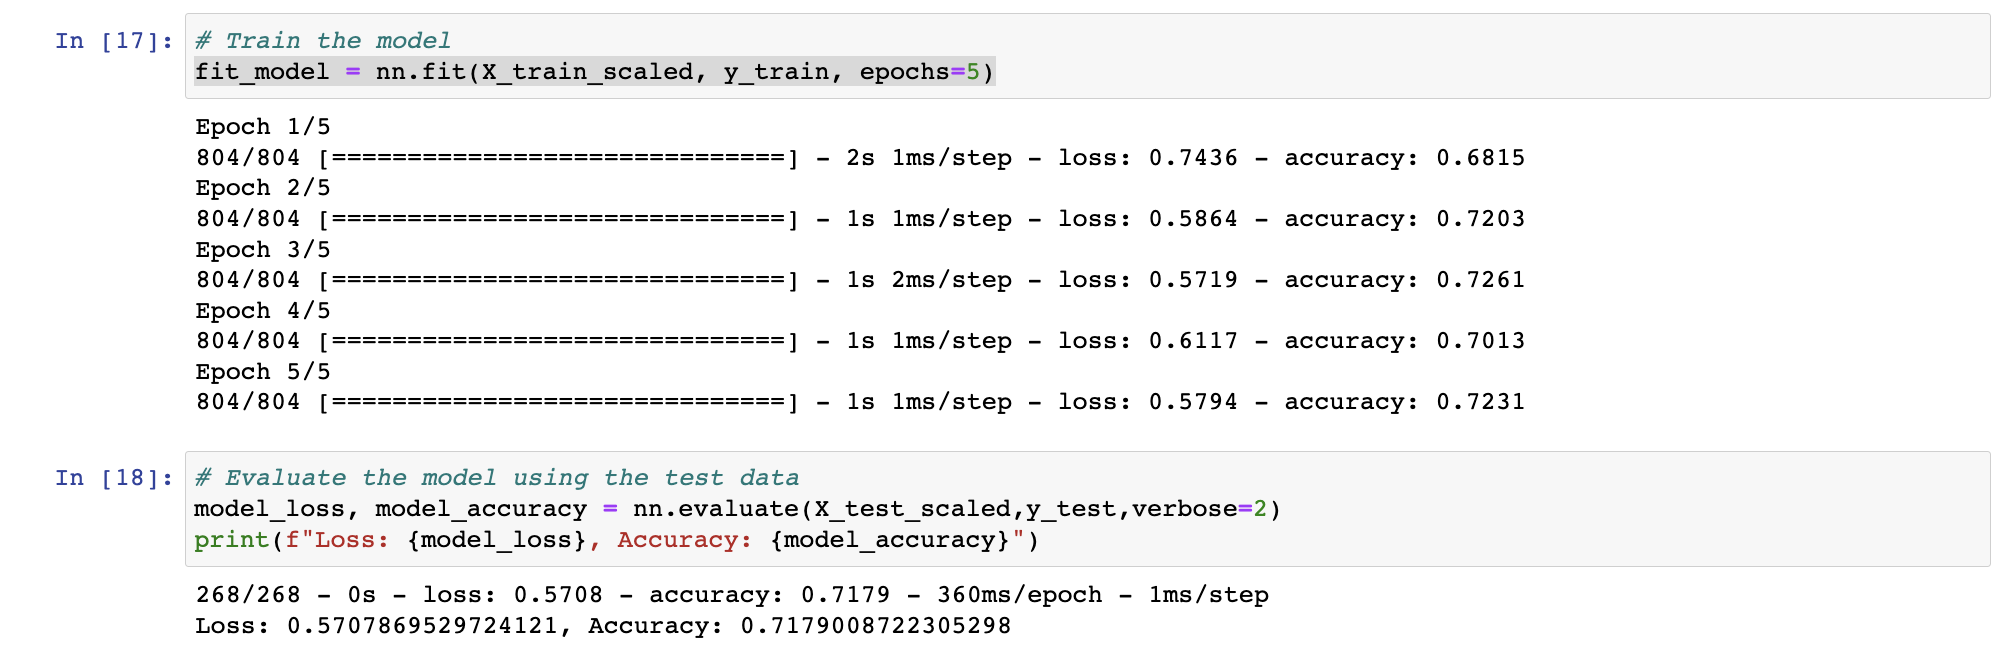 In [17]: # Train the model
fit_model = nn.fit(X_train_scaled, y_train, epochs=5)
Epoch 1/5
804/804 [==============================] - 2s 1ms/step - loss: 0.7436 - accuracy: 0.6815
Epoch 2/5
804/804 [==============================] - 1s 1ms/step - loss: 0.5864 - accuracy: 0.7203
Epoch 3/5
804/804 [==============================] - 1s 2ms/step - loss: 0.5719 - accuracy: 0.7261
Epoch 4/5
804/804 [==============================] - 1s 1ms/step - loss: 0.6117 - accuracy: 0.7013
Epoch 5/5
804/804 [==============================] - 1s 1ms/step - loss: 0.5794 - accuracy: 0.7231
In [18]: # Evaluate the model using the test data
model_loss, model_accuracy = nn.evaluate(X_test_scaled,y_test,verbose=2)
print(f"Loss: {model_loss}, Accuracy: {model_accuracy}")
268/268 - 0s - loss: 0.5708 - accuracy: 0.7179 - 360ms/epoch - 1ms/step
Loss: 0.5707869529724121, Accuracy: 0.7179008722305298